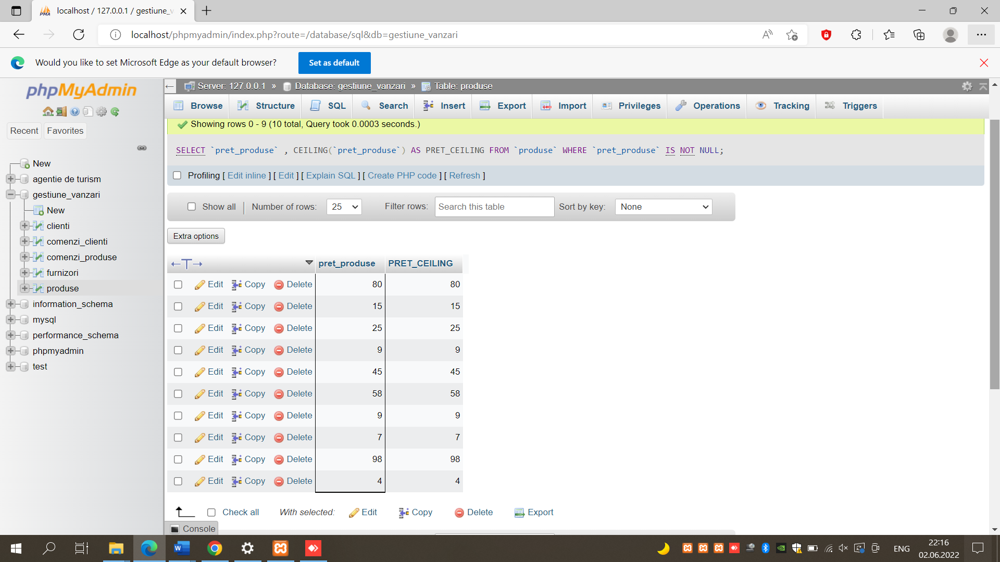 localhost / 127.0.0.1 / gestiune_v
localhost/phpmyadmin/index.php?route=/database/sql&db=gestiune_vanzari
Would you like to set Microsoft Edge as your default browser?
Set as default
phpMyAdmin
Recent
Favorites
New
agentie de turism
gestiune_vanzari
New
clienti
comenzi_clienti
comenzi_produse
furnizori
produse
information_schema
mysql
performance_schema
phpmyadmin
test
Server: 127.0.0.1 » Database: gestiune_vanzari » Table: produse
Browse Structure SQL Search Insert Export Import Privileges Operations Tracking Triggers
Showing rows 0 - 9 (10 total, Query took 0.0003 seconds.)
SELECT `pret_produse` , CEILING(`pret_produse`) AS PRET_CEILING FROM `produse` WHERE `pret_produse` IS NOT NULL;
Profiling [ Edit inline ] [ Edit ] [ Explain SQL ] [ Create PHP code ] [ Refresh ]
Show all Number of rows: 25 Filter rows: Search this table Sort by key: None
Extra options
pret_produse PRET_CEILING
Edit Copy Delete 80 80
Edit Copy Delete 15 15
Edit Copy Delete 25 25
Edit Copy Delete 9 9
Edit Copy Delete 45 45
Edit Copy Delete 58 58
Edit Copy Delete 9 9
Edit Copy Delete 7 7
Edit Copy Delete 98 98
Edit Copy Delete 4 4
Check all With selected: Edit Copy Delete Export
Console
ENG
22:16
02.06.2022